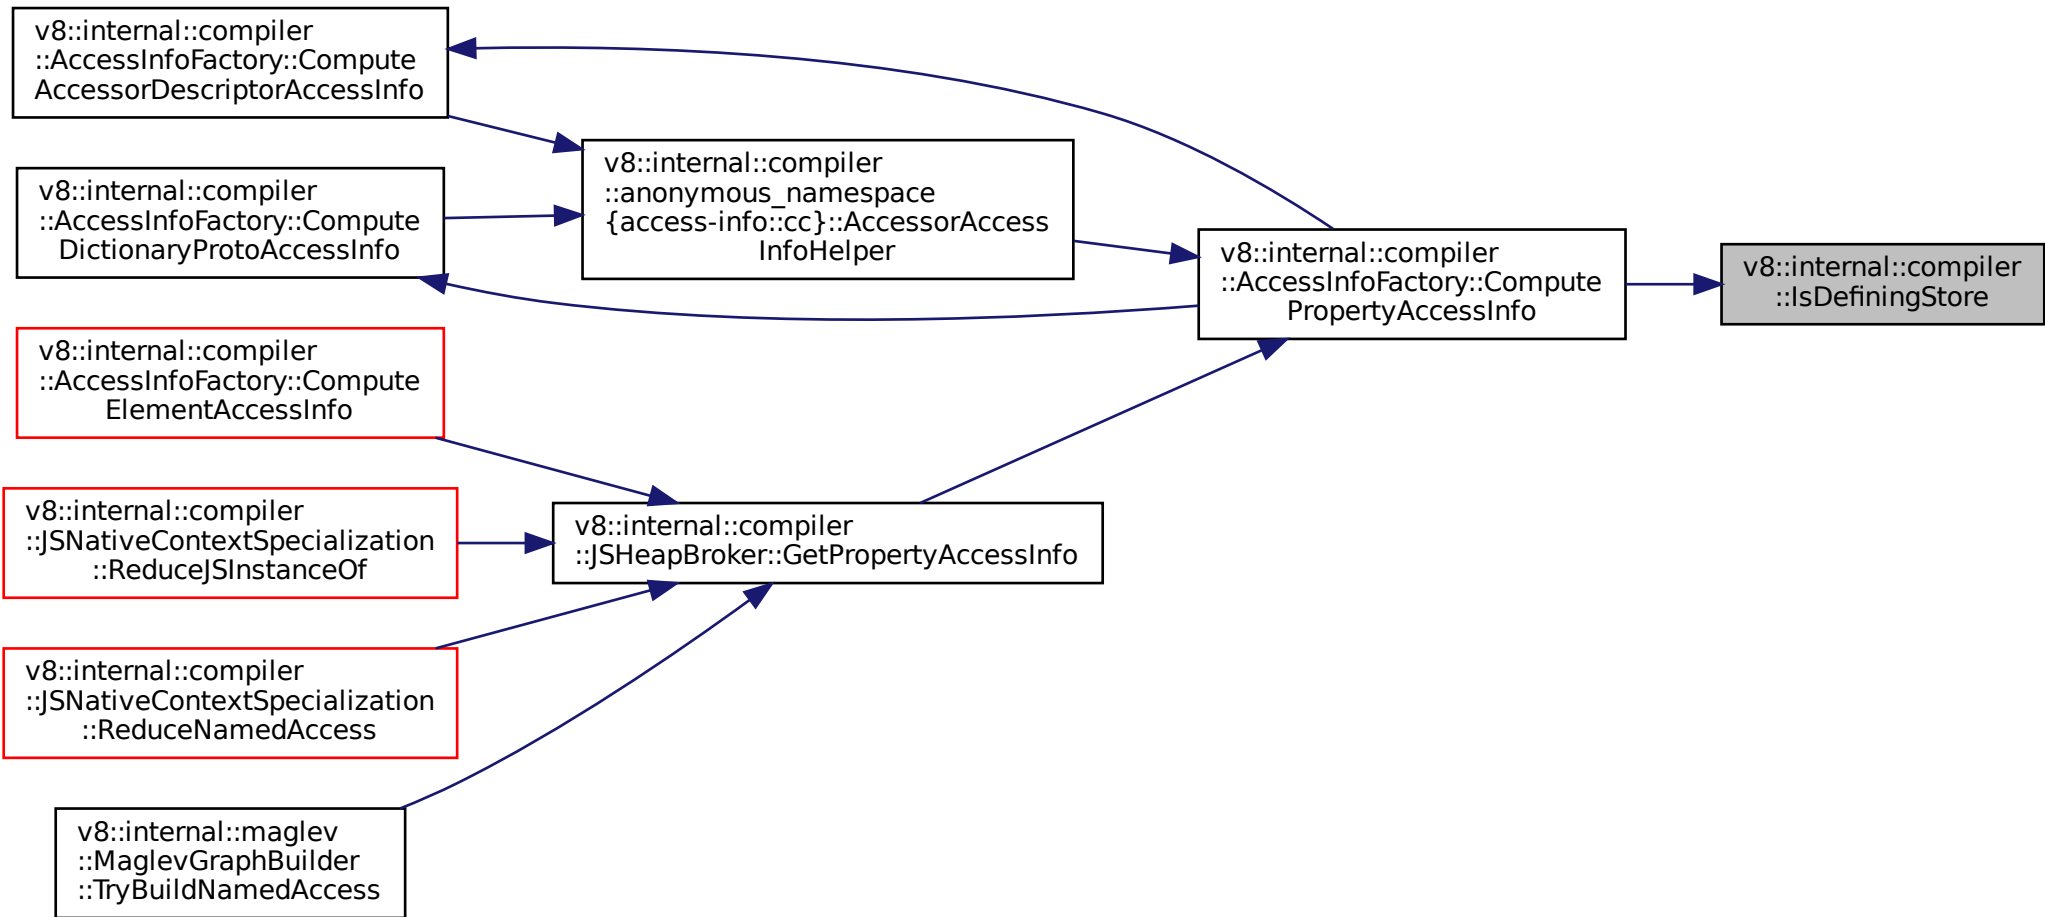 v8::internal::compiler
::AccessInfoFactory::Compute
AccessorDescriptorAccessInfo
v8::internal::compiler
::AccessInfoFactory::Compute
DictionaryProtoAccessInfo
v8::internal::compiler
::AccessInfoFactory::Compute
ElementAccessInfo
v8::internal::compiler
::JSNativeContextSpecialization
::ReduceJSInstanceOf
v8::internal::compiler
::JSNativeContextSpecialization
::ReduceNamedAccess
v8::internal::maglev
::MaglevGraphBuilder
::TryBuildNamedAccess
v8::internal::compiler
::anonymous_namespace
{access-info::cc}::AccessorAccess
InfoHelper
v8::internal::compiler
::JSHeapBroker::GetPropertyAccessInfo
v8::internal::compiler
::AccessInfoFactory::Compute
PropertyAccessInfo
v8::internal::compiler
::IsDefiningStore